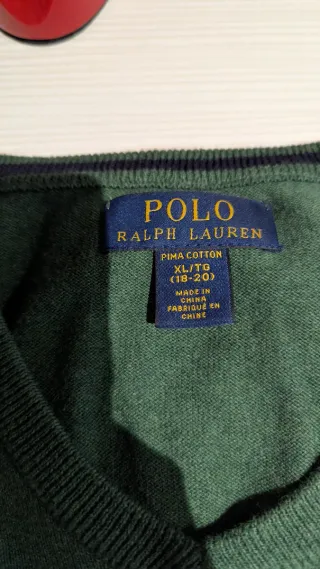 POLO
RALPH LAUREN
PIMA COTTON
XL/TG
(18-20)
MADE IN
CHINA
FABRIQUÉ EN
CHINE